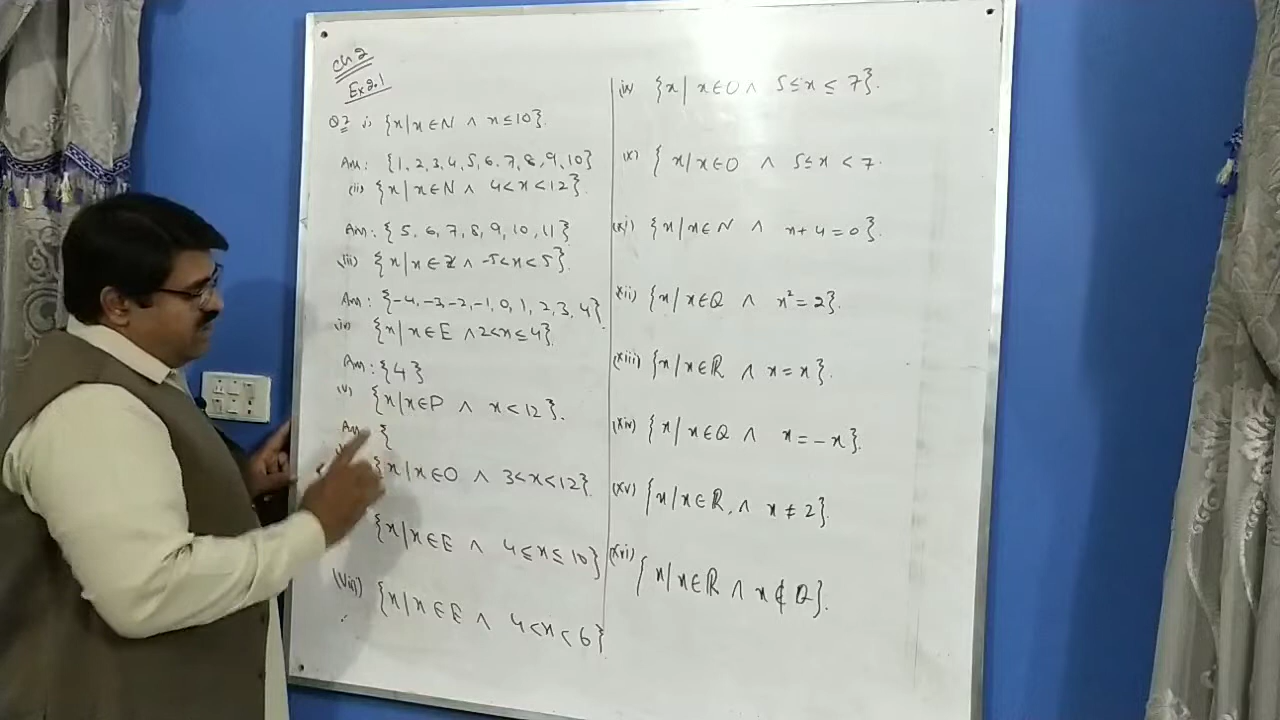 Ch 2
Ex 2.1
Q2 i) {x|x∈N ∧ x≤10}.
Ans: {1, 2, 3, 4, 5, 6, 7, 8, 9, 10}
(ii) {x|x∈N ∧ 4<x<12}.
Ans: {5, 6, 7, 8, 9, 10, 11}
(iii) {x|x∈Z ∧ -5<x<5}.
Ans: {-4, -3, -2, -1, 0, 1, 2, 3, 4}.
(iv) {x|x∈E ∧ 2<x≤4}.
Ans: {4}
(v) {x|x∈P ∧ x<12}.
Ans: {
{x|x∈O ∧ 3<x<12}.
{x|x∈E ∧ 4≤x≤10}
(viii) {x|x∈E ∧ 4<x<6}
ix {x|x∈O ∧ 5≤x≤7}.
(x) {x|x∈O ∧ 5≤x<7.
(xi) {x|x∈N ∧ x+4=0}.
(xii) {x|x∈Q ∧ x²=2}.
(xiii) {x|x∈R ∧ x=x}.
(xiv) {x|x∈Q ∧ x=-x}.
(xv) {x|x∈R, ∧ x≠2}.
(xvi) {x|x∈R ∧ x∉Q}.